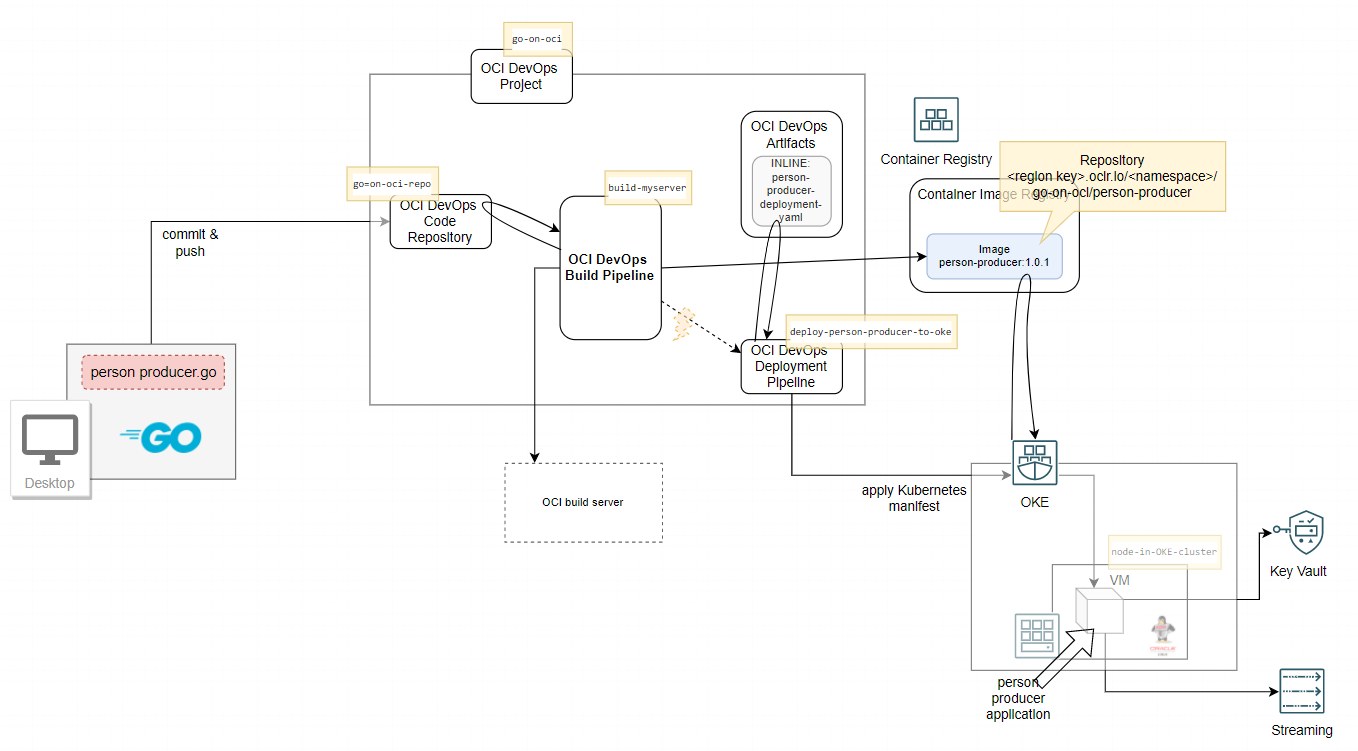 go-on-oci
OCI DevOps
Project
OCI DevOps
Artifacts
INLINE:
person-
producer-
deployment-
yaml
Container Registry
Repository
<region key>.ocir.io/<namespace>/
go-on-oci/person-producer
Container Image Registry
Image
person-producer:1.0.1
go=on-oci-repo
OCI DevOps
Code
Repository
build-myserver
OCI DevOps
Build Pipeline
commit &
push
deploy-person-producer-to-oke
OCI DevOps
Deployment
Pipeline
person producer.go
GO
Desktop
OCI build server
apply Kubernetes
manifest
OKE
node-in-OKE-cluster
VM
Key Vault
ORACLE
person
producer
application
Streaming